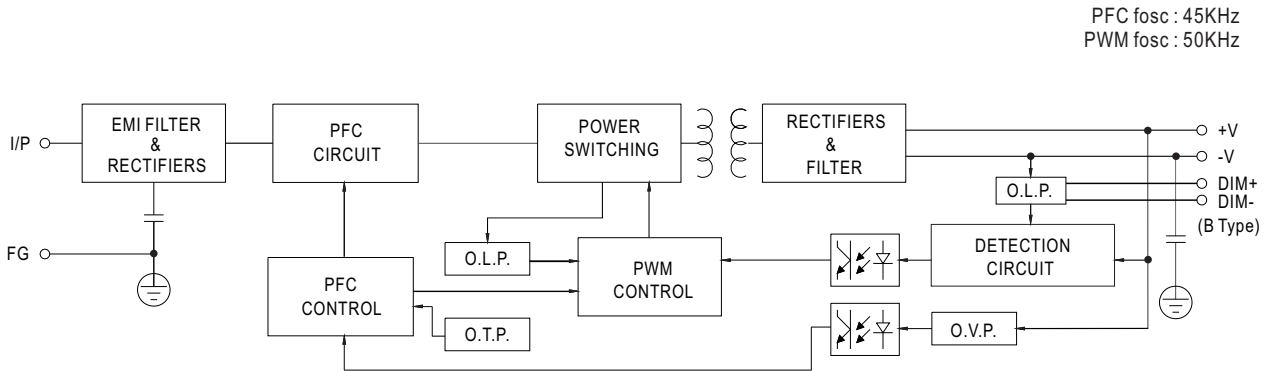 PFC fosc : 45KHz
PWM fosc : 50KHz
I/P
EMI FILTER
&
RECTIFIERS
PFC
CIRCUIT
POWER
SWITCHING
RECTIFIERS
&
FILTER
+V
-V
O.L.P.
DIM+
DIM-
(B Type)
FG
O.L.P.
PFC
CONTROL
PWM
CONTROL
DETECTION
CIRCUIT
O.T.P.
O.V.P.